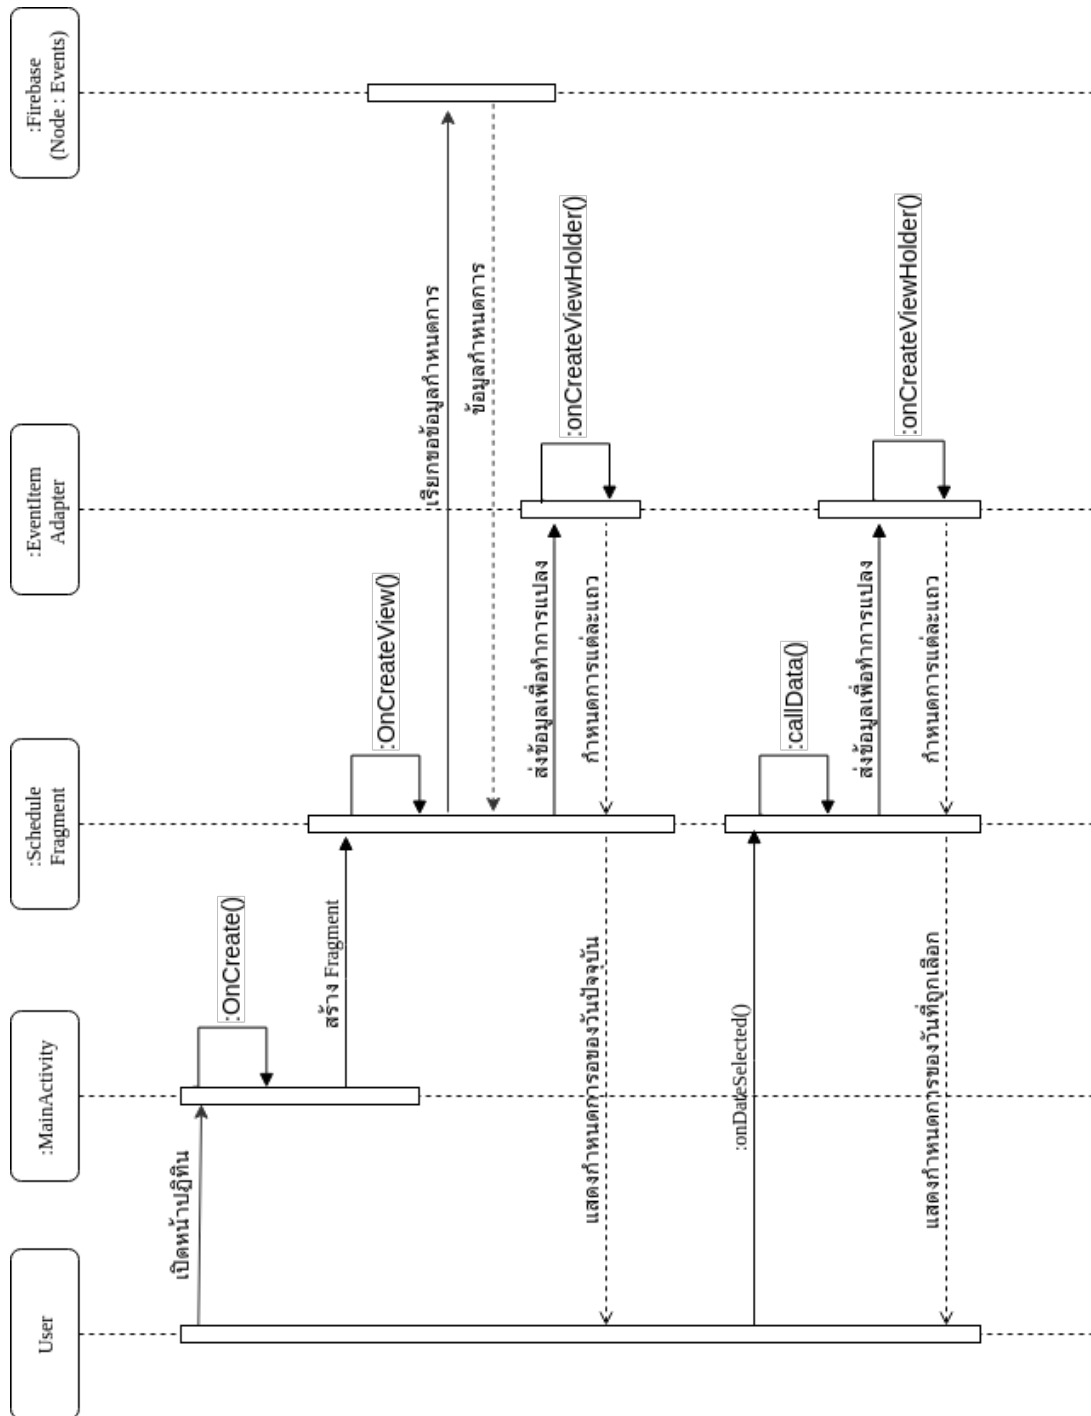 User
:MainActivity
:Schedule
Fragment
:EventItem
Adapter
:Firebase
(Node : Events)
เปิดหน้าปฏิทิน
:OnCreate()
สร้าง Fragment
:OnCreateView()
เรียกขอข้อมูลกำหนดการ
ข้อมูลกำหนดการ
ส่งข้อมูลเพื่อทำการแปลง
:onCreateViewHolder()
กำหนดการแต่ละแถว
แสดงกำหนดการอของวันปัจจุบัน
:onDateSelected()
:callData()
ส่งข้อมูลเพื่อทำการแปลง
:onCreateViewHolder()
กำหนดการแต่ละแถว
แสดงกำหนดการของวันที่ถูกเลือก